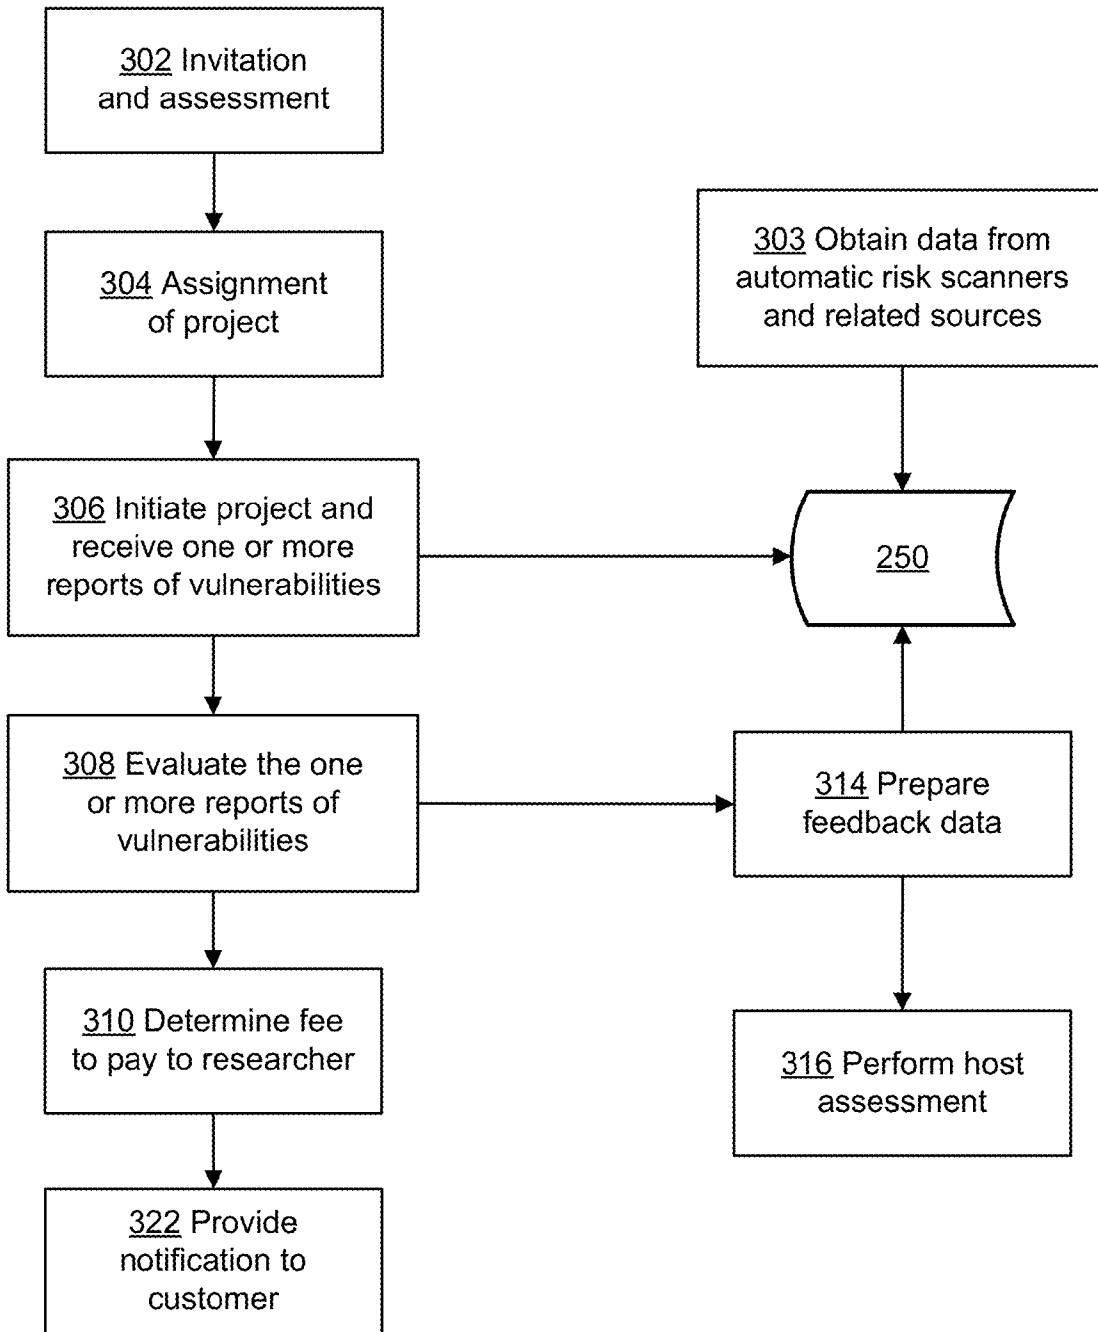 302 Invitation
and assessment
304 Assignment
of project
303 Obtain data from
automatic risk scanners
and related sources
306 Initiate project and
receive one or more
reports of vulnerabilities
250
308 Evaluate the one
or more reports of
vulnerabilities
314 Prepare
feedback data
310 Determine fee
to pay to researcher
316 Perform host
assessment
322 Provide
notification to
customer